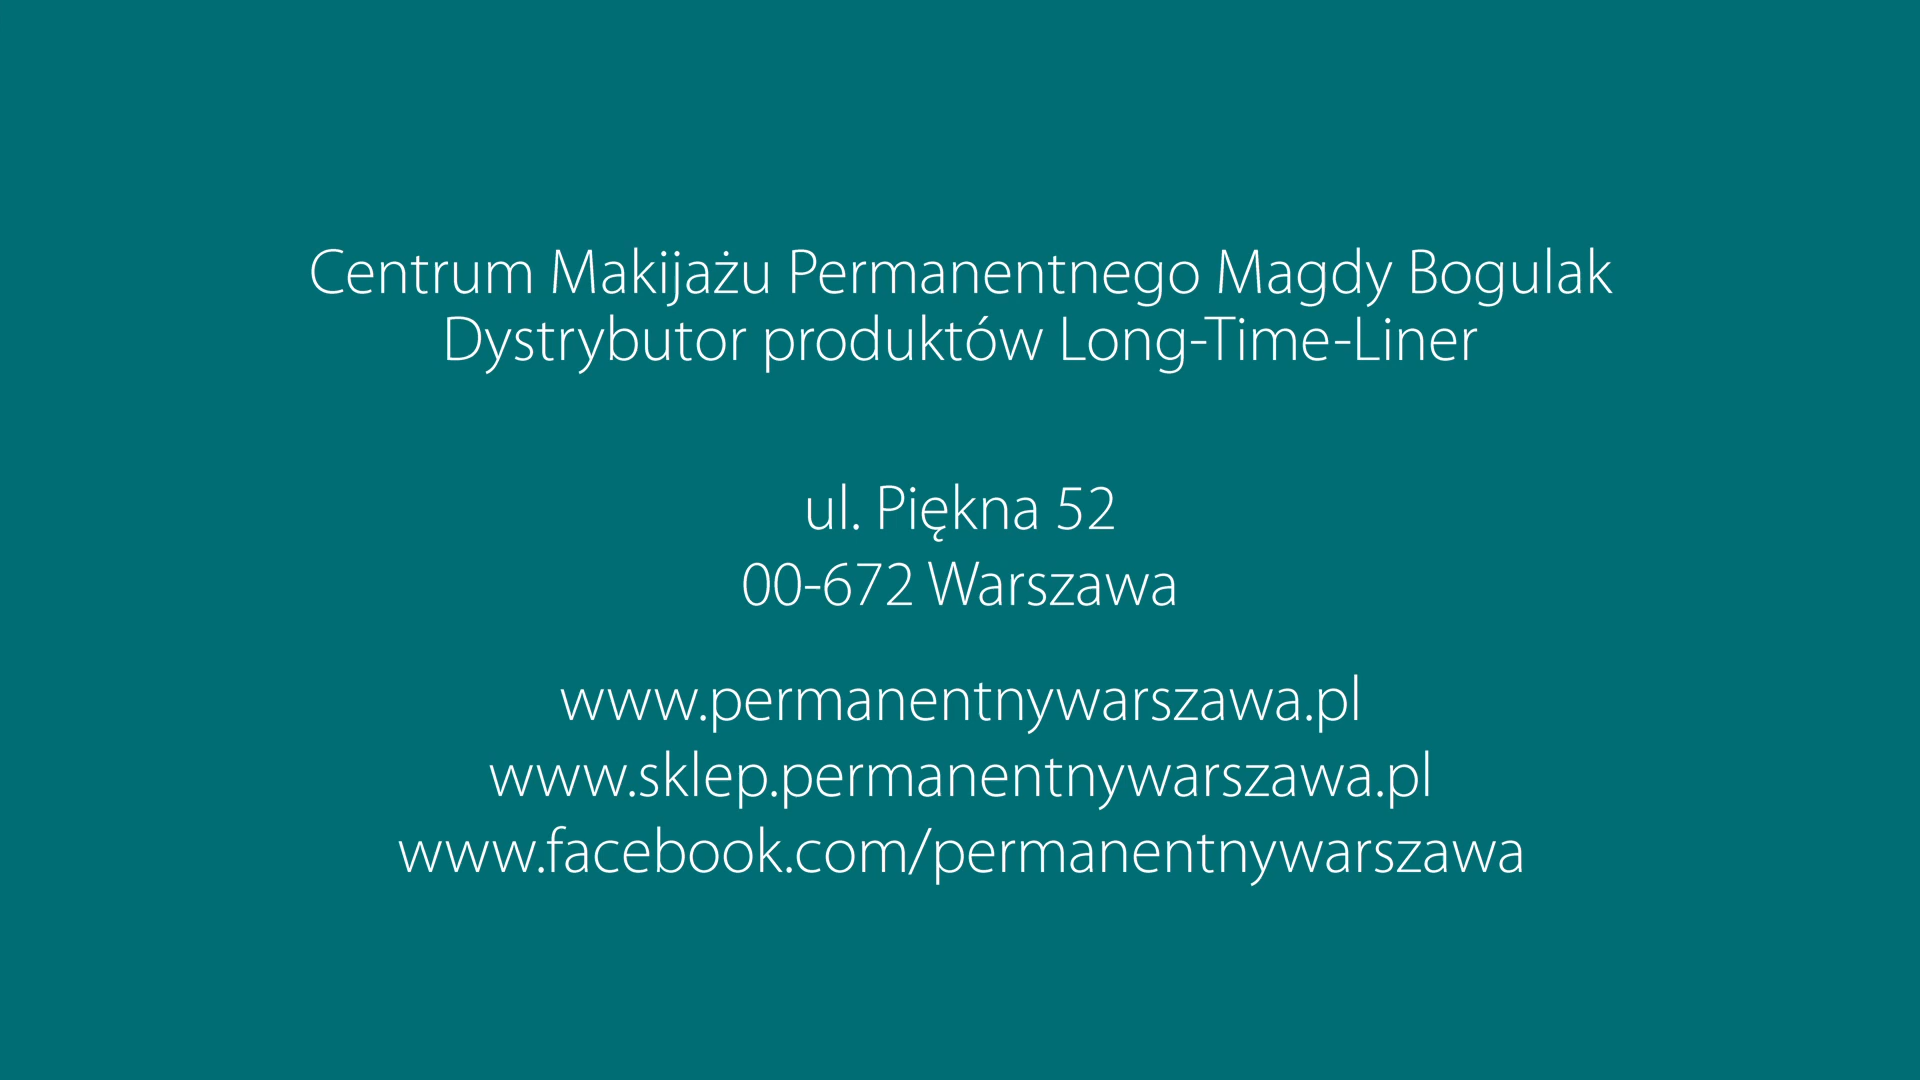 Centrum Makijażu Permanentnego Magdy Bogulak
Dystrybutor produktów Long-Time-Liner
ul. Piękna 52
00-672 Warszawa
www.permanentnywarszawa.pl
www.sklep.permanentnywarszawa.pl
www.facebook.com/permanentnywarszawa